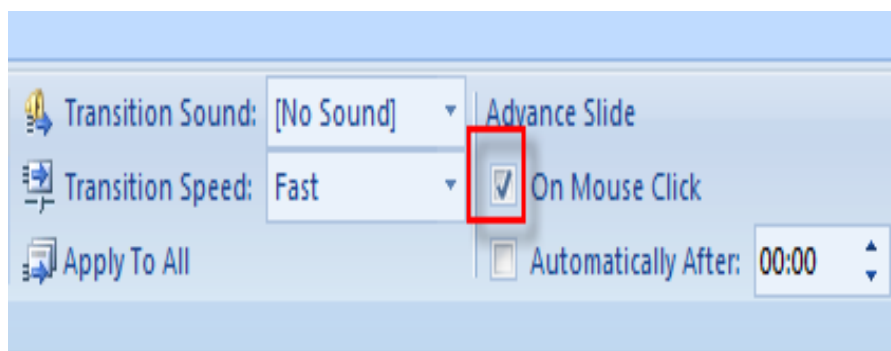 Transition Sound: [No Sound] Advance Slide
Transition Speed: Fast On Mouse Click
Apply To All Automatically After: 00:00